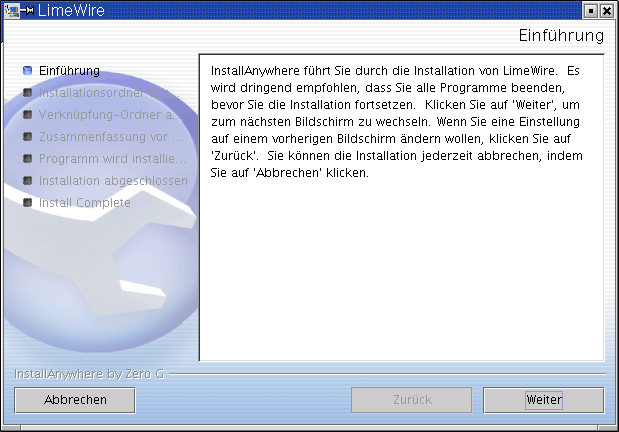 LimeWire
Einführung
Einführung
Installationsordner
Verknüpfung-Ordner a...
Zusammenfassung vor ...
Programm wird installie...
Installation abgeschlossen
Install Complete
InstallAnywhere führt Sie durch die Installation von LimeWire. Es
wird dringend empfohlen, dass Sie alle Programme beenden,
bevor Sie die Installation fortsetzen. Klicken Sie auf 'Weiter', um
zum nächsten Bildschirm zu wechseln. Wenn Sie eine Einstellung
auf einem vorherigen Bildschirm ändern wollen, klicken Sie auf
'Zurück'. Sie können die Installation jederzeit abbrechen, indem
Sie auf 'Abbrechen' klicken.
InstallAnywhere by Zero G
Abbrechen
Zurück
Weiter